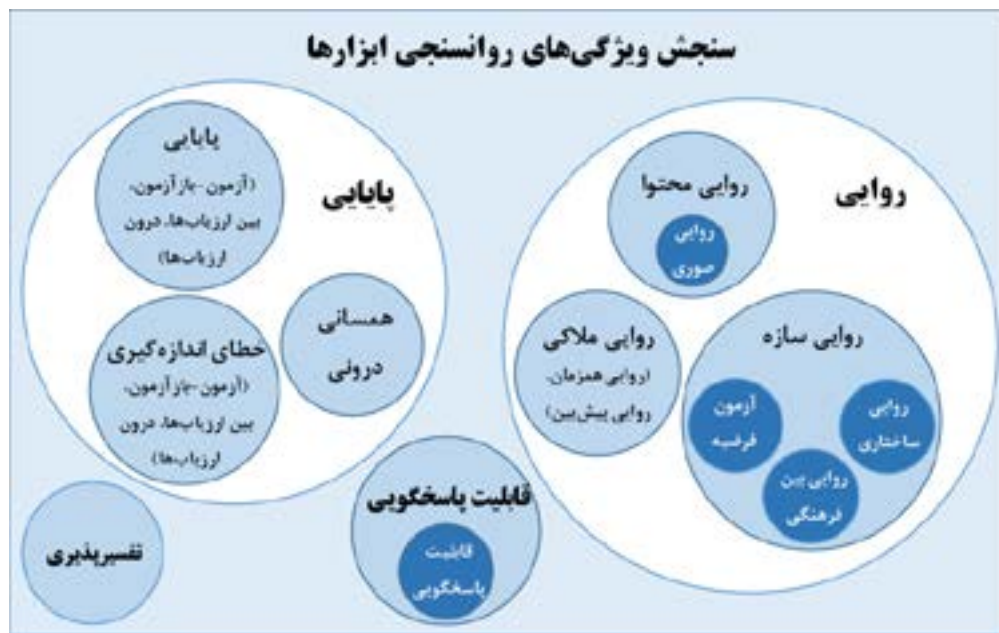 سنجش ویژگی‌های روانسنجی ابزارها
روایی
روایی محتوا
روایی
صوری
روایی ملاکی
(روایی همزمان،
روایی پیش‌بین)
روایی سازه
روایی
ساختاری
آزمون
فرضیه
روایی بین
فرهنگی
پایایی
پایایی
(آزمون-بازآزمون،
بین ارزیاب‌ها، درون
ارزیاب‌ها)
همسانی
درونی
خطای اندازه‌گیری
(آزمون-بازآزمون،
بین ارزیاب‌ها، درون
ارزیاب‌ها)
قابلیت پاسخگویی
قابلیت
پاسخگویی
تفسیرپذیری